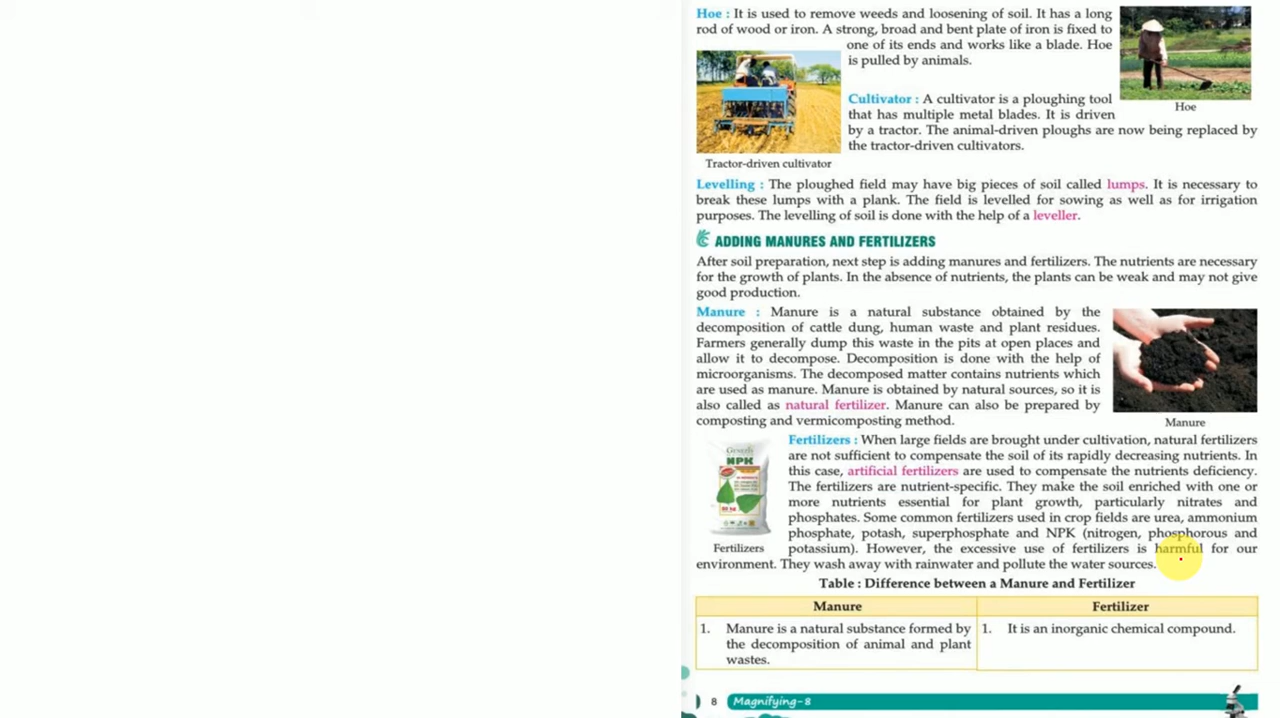 Hoe : It is used to remove weeds and loosening of soil. It has a long
rod of wood or iron. A strong, broad and bent plate of iron is fixed to
one of its ends and works like a blade. Hoe
is pulled by animals.
Hoe
Cultivator : A cultivator is a ploughing tool
that has multiple metal blades. It is driven
by a tractor. The animal-driven ploughs are now being replaced by
the tractor-driven cultivators.
Tractor-driven cultivator
Levelling : The ploughed field may have big pieces of soil called lumps. It is necessary to
break these lumps with a plank. The field is levelled for sowing as well as for irrigation
purposes. The levelling of soil is done with the help of a leveller.
ADDING MANURES AND FERTILIZERS
After soil preparation, next step is adding manures and fertilizers. The nutrients are necessary
for the growth of plants. In the absence of nutrients, the plants can be weak and may not give
good production.
Manure : Manure is a natural substance obtained by the
decomposition of cattle dung, human waste and plant residues.
Farmers generally dump this waste in the pits at open places and
allow it to decompose. Decomposition is done with the help of
microorganisms. The decomposed matter contains nutrients which
are used as manure. Manure is obtained by natural sources, so it is
also called as natural fertilizer. Manure can also be prepared by
composting and vermicomposting method.
Manure
Fertilizers : When large fields are brought under cultivation, natural fertilizers
are not sufficient to compensate the soil of its rapidly decreasing nutrients. In
this case, artificial fertilizers are used to compensate the nutrients deficiency.
The fertilizers are nutrient-specific. They make the soil enriched with one or
more nutrients essential for plant growth, particularly nitrates and
phosphates. Some common fertilizers used in crop fields are urea, ammonium
phosphate, potash, superphosphate and NPK (nitrogen, phosphorous and
potassium). However, the excessive use of fertilizers is harmful for our
environment. They wash away with rainwater and pollute the water sources.
NPK
Fertilizers
Table : Difference between a Manure and Fertilizer
Manure
Fertilizer
1. Manure is a natural substance formed by
the decomposition of animal and plant
wastes.
1. It is an inorganic chemical compound.
8 Magnifying-8